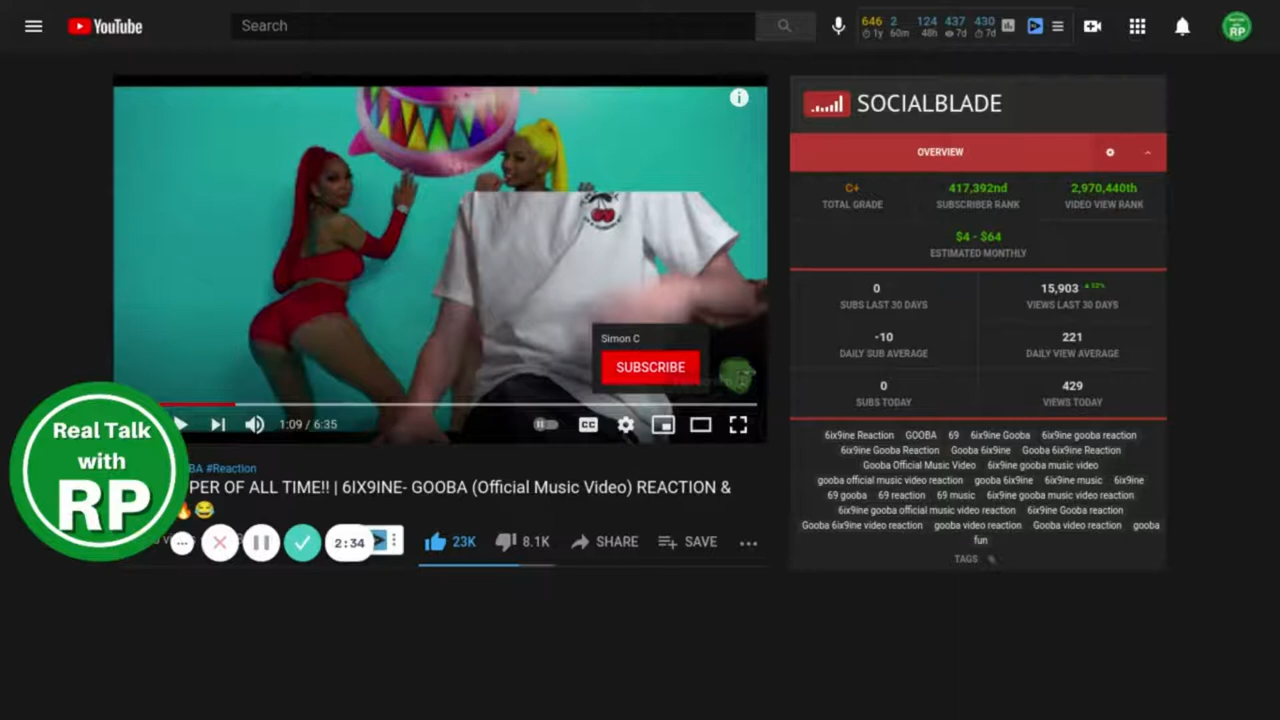 YouTube
Search
646 2 124 437 430
1y 60m 48h 7d 7d
RP
SOCIALBLADE
OVERVIEW
C+ 417,392nd 2,970,440th
TOTAL GRADE SUBSCRIBER RANK VIDEO VIEW RANK
$4 - $64
ESTIMATED MONTHLY
0 15,903
SUBS LAST 30 DAYS VIEWS LAST 30 DAYS
-10 221
DAILY SUB AVERAGE DAILY VIEW AVERAGE
0 429
SUBS TODAY VIEWS TODAY
6ix9ine Reaction GOOBA 69 6ix9ine Gooba 6ix9ine gooba reaction
6ix9ine Gooba Reaction Gooba 6ix9ine Gooba 6ix9ine Reaction
Gooba Official Music Video 6ix9ine gooba music video
gooba official music video reaction gooba 6ix9ine 6ix9ine music 6ix9ine
69 gooba 69 reaction 69 music 6ix9ine gooba music video reaction
6ix9ine gooba official music video reaction 6ix9ine Gooba reaction
Gooba 6ix9ine video reaction gooba video reaction Gooba video reaction gooba
fun
TAGS
Simon C
SUBSCRIBE
1:09 / 6:35
CC
Real Talk
with
RP
BA #Reaction
PER OF ALL TIME!! | 6IX9INE- GOOBA (Official Music Video) REACTION &
2:34
23K 8.1K SHARE SAVE